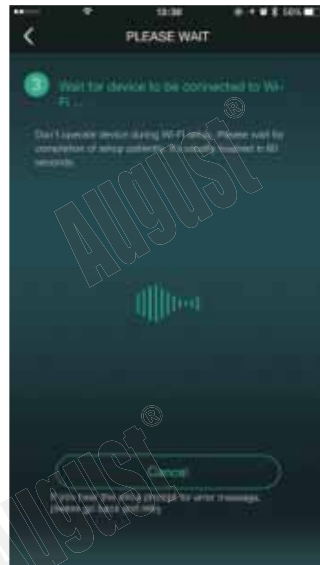 12:38
50%
PLEASE WAIT
3 Wait for device to be connected to Wi-
Fi ...
Don't operate device during Wi-Fi setup. Please wait for
completion of setup patiently. It's usually finished in 60
seconds.
August®
August®
Cancel
If you hear the voice prompt for error message,
please go back and retry.